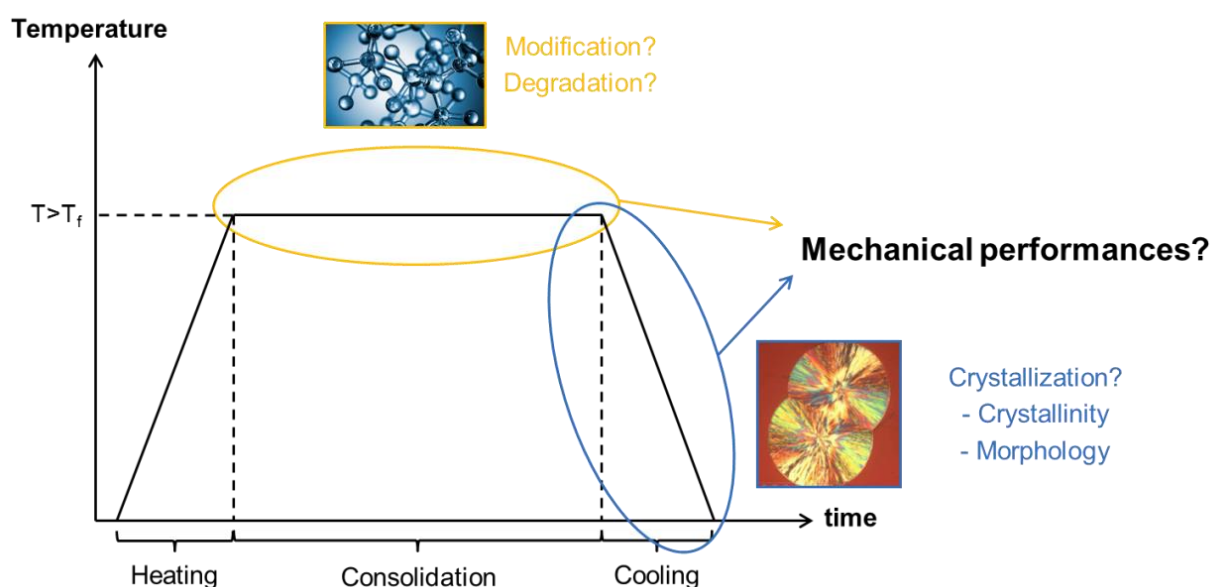 Temperature
Modification?
Degradation?
T>Tf
Mechanical performances?
Crystallization?
- Crystallinity
- Morphology
time
Heating
Consolidation
Cooling